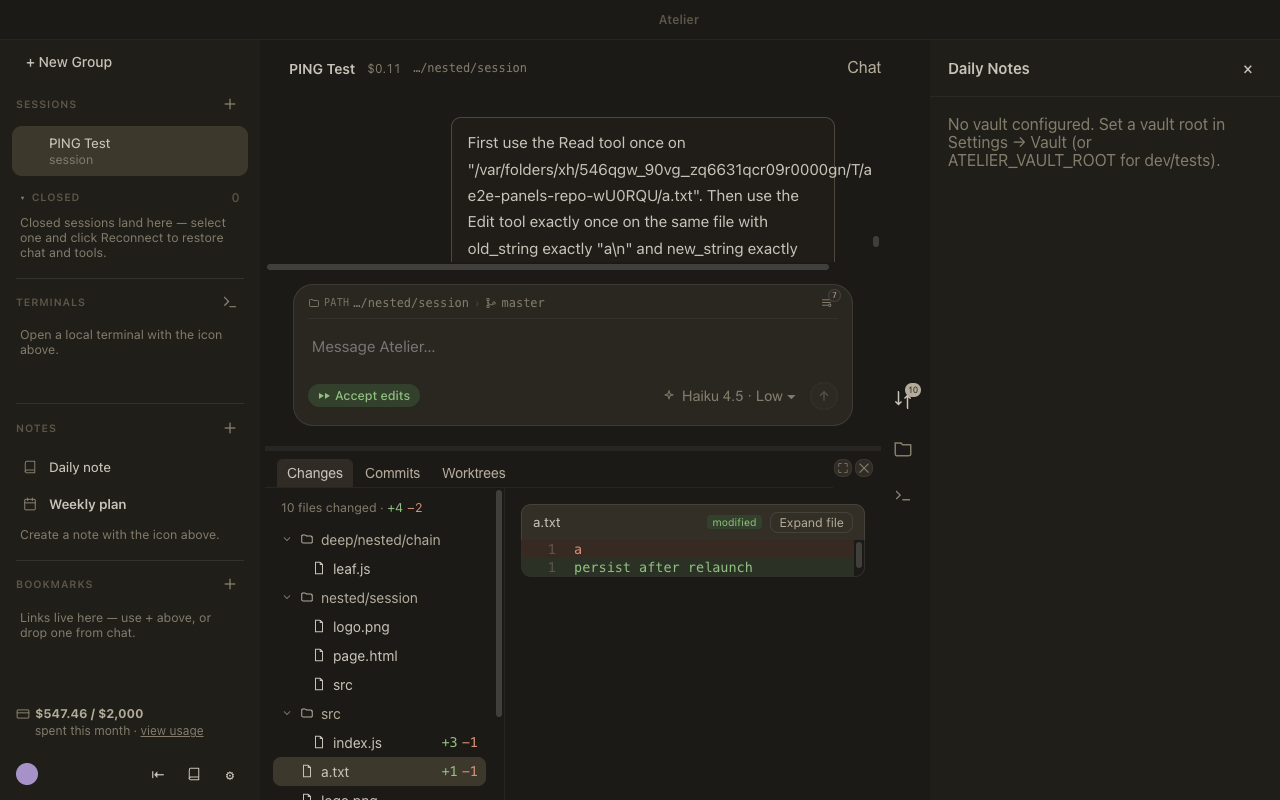 Atelier
+ New Group
SESSIONS
PING Test
session
CLOSED 0
Closed sessions land here — select
one and click Reconnect to restore
chat and tools.
TERMINALS
Open a local terminal with the icon
above.
NOTES
Daily note
Weekly plan
Create a note with the icon above.
BOOKMARKS
Links live here — use + above, or
drop one from chat.
$547.46 / $2,000
spent this month · view usage
PING Test $0.11 …/nested/session Chat
First use the Read tool once on
"/var/folders/xh/546qgw_90vg_zq6631qcr09r0000gn/T/a
e2e-panels-repo-wU0RQU/a.txt". Then use the
Edit tool exactly once on the same file with
old_string exactly "a\n" and new_string exactly
PATH …/nested/session › master 7
Message Atelier...
Accept edits Haiku 4.5 · Low
10
Changes Commits Worktrees
10 files changed · +4 −2
deep/nested/chain
leaf.js
nested/session
logo.png
page.html
src
src
index.js +3 −1
a.txt +1 −1
logo.png
a.txt modified Expand file
1 a
1 persist after relaunch
Daily Notes ×
No vault configured. Set a vault root in
Settings → Vault (or
ATELIER_VAULT_ROOT for dev/tests).